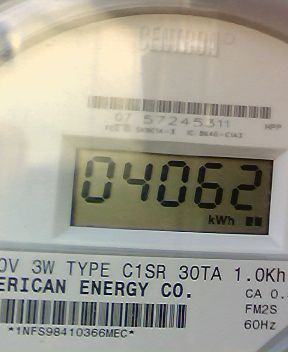 CENTRON
07 57245311
HPP
04062
kWh
0V 3W TYPE C1SR 30TA 1.0Kh
ERICAN ENERGY CO.
CA 0.
FM2S
60Hz
*1NFS98410366MEC*